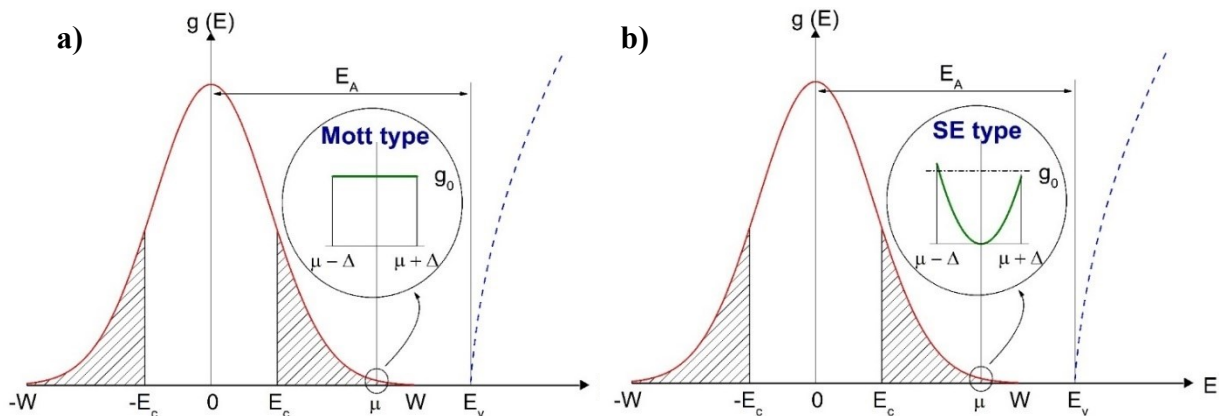 a)
g (E)
E_A
Mott type
g_0
μ − Δ μ + Δ
-W -E_c 0 E_c μ W E_v
b)
g (E)
E_A
SE type
g_0
μ − Δ μ + Δ
-W -E_c 0 E_c μ W E_v E